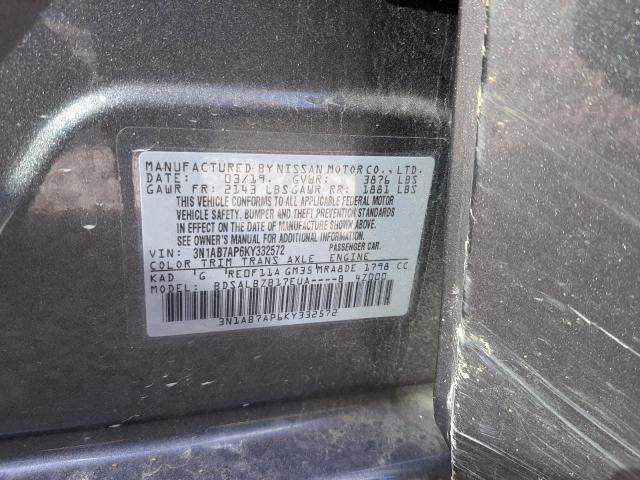 MANUFACTURED BY NISSAN MOTOR CO., LTD.
DATE: 03/19. GVWR: 3876 LBS
GAWR FR: 2143 LBS GAWR RR: 1881 LBS
THIS VEHICLE CONFORMS TO ALL APPLICABLE FEDERAL MOTOR
VEHICLE SAFETY, BUMPER AND THEFT PREVENTION STANDARDS
IN EFFECT ON THE DATE OF MANUFACTURE SHOWN ABOVE.
SEE OWNER'S MANUAL FOR ADDITIONAL INFORMATION
VIN: 3N1AB7AP6KY332572 PASSENGER CAR.
COLOR TRIM TRANS AXLE ENGINE
KAD G RE0F11A GM35 MRA8DE 1798 CC
BDSALBZB17EUA----8 47000
3N1AB7AP6KY332572